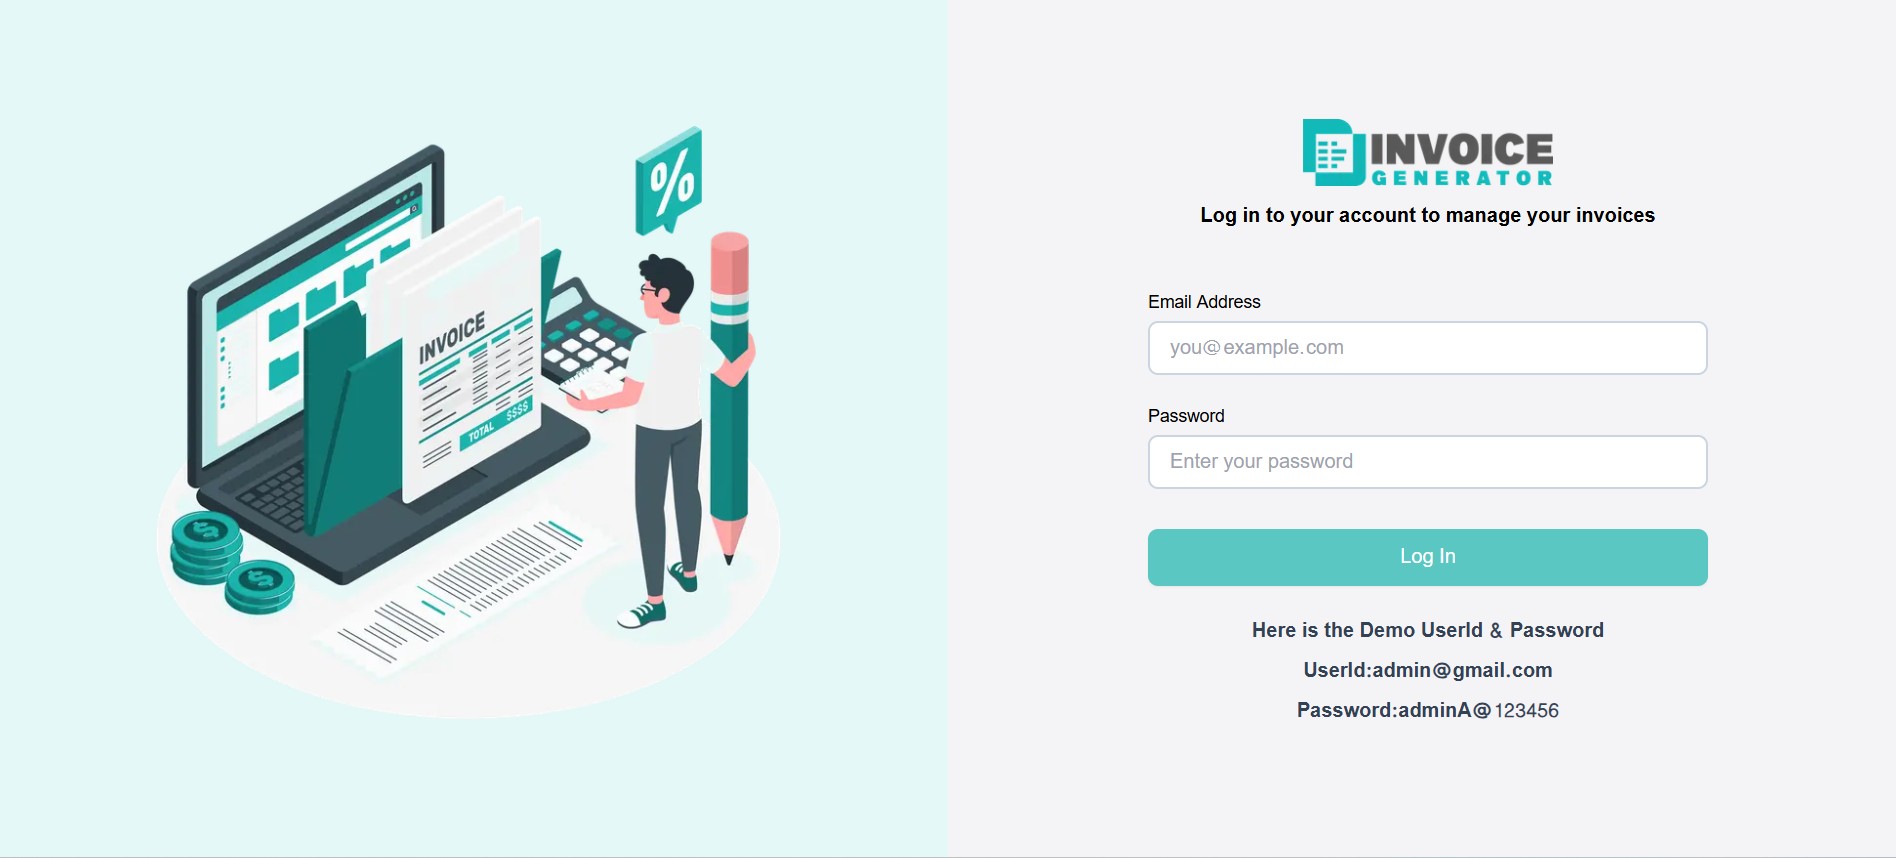 %
INVOICE
TOTAL $$$$
INVOICE
GENERATOR
Log in to your account to manage your invoices
Email Address
you@example.com
Password
Enter your password
Log In
Here is the Demo UserId & Password
UserId:admin@gmail.com
Password:adminA@123456